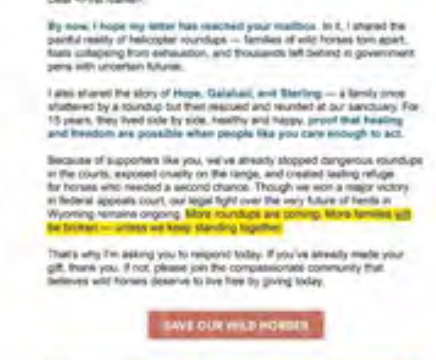 By now, I hope my letter has reached your mailbox. In it, I shared the
painful reality of helicopter roundups — families of wild horses torn apart,
foals collapsing from exhaustion, and thousands left behind in government
pens with uncertain futures.
I also shared the story of Hope, Galahad, and Sterling — a family once
shattered by a roundup but then rescued and reunited at our sanctuary. For
15 years, they lived side by side, healthy and happy, proof that healing
and freedom are possible when people like you care enough to act.
Because of supporters like you, we've already stopped dangerous roundups
in the courts, exposed cruelty on the range, and created lasting refuge
for horses who needed a second chance. Though we won a major victory
in federal appeals court, our legal fight over the very future of herds in
Wyoming remains ongoing. More roundups are coming. More families will
be broken — unless we keep standing together.
That's why I'm asking you to respond today. If you've already made your
gift, thank you. If not, please join the compassionate community that
believes wild horses deserve to live free by giving today.
SAVE OUR WILD HORSES